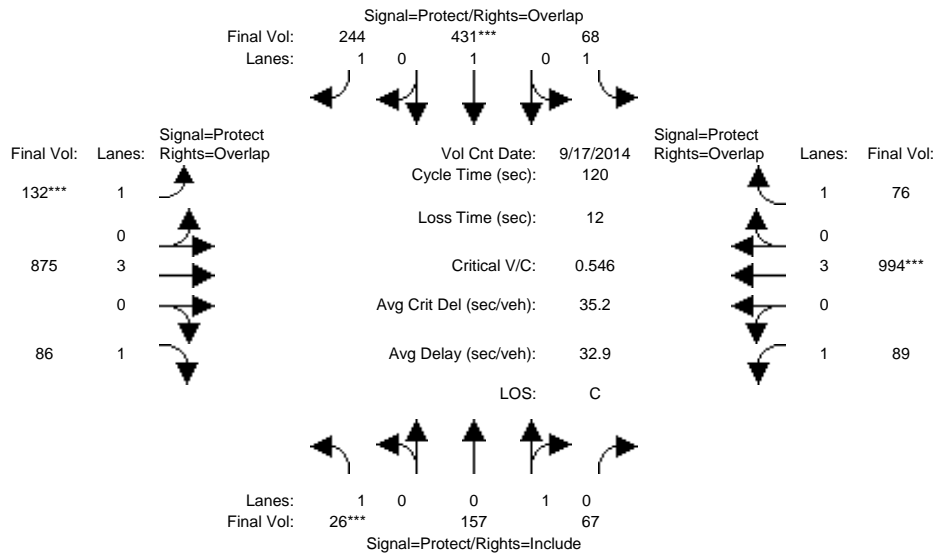 Signal=Protect/Rights=Overlap
Final Vol: 244 431*** 68
Lanes: 1 0 1 0 1
Signal=Protect
Final Vol: Lanes: Rights=Overlap
Vol Cnt Date: 9/17/2014
Signal=Protect
Rights=Overlap Lanes: Final Vol:
Cycle Time (sec): 120
132*** 1
1 76
Loss Time (sec): 12
0
0
875 3
Critical V/C: 0.546
3 994***
0
Avg Crit Del (sec/veh): 35.2
0
86 1
Avg Delay (sec/veh): 32.9
1 89
LOS: C
Lanes: 1 0 0 1 0
Final Vol: 26*** 157 67
Signal=Protect/Rights=Include